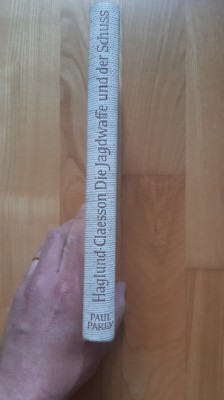 Haglund · Claesson Die Jagdwaffe und der Schuss
PAUL
PAREY